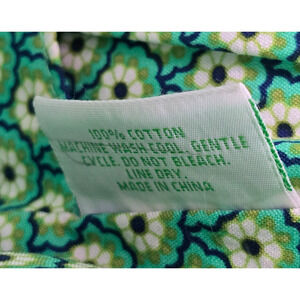 100% COTTON
MACHINE WASH COOL, GENTLE
CYCLE. DO NOT BLEACH.
LINE DRY.
MADE IN CHINA